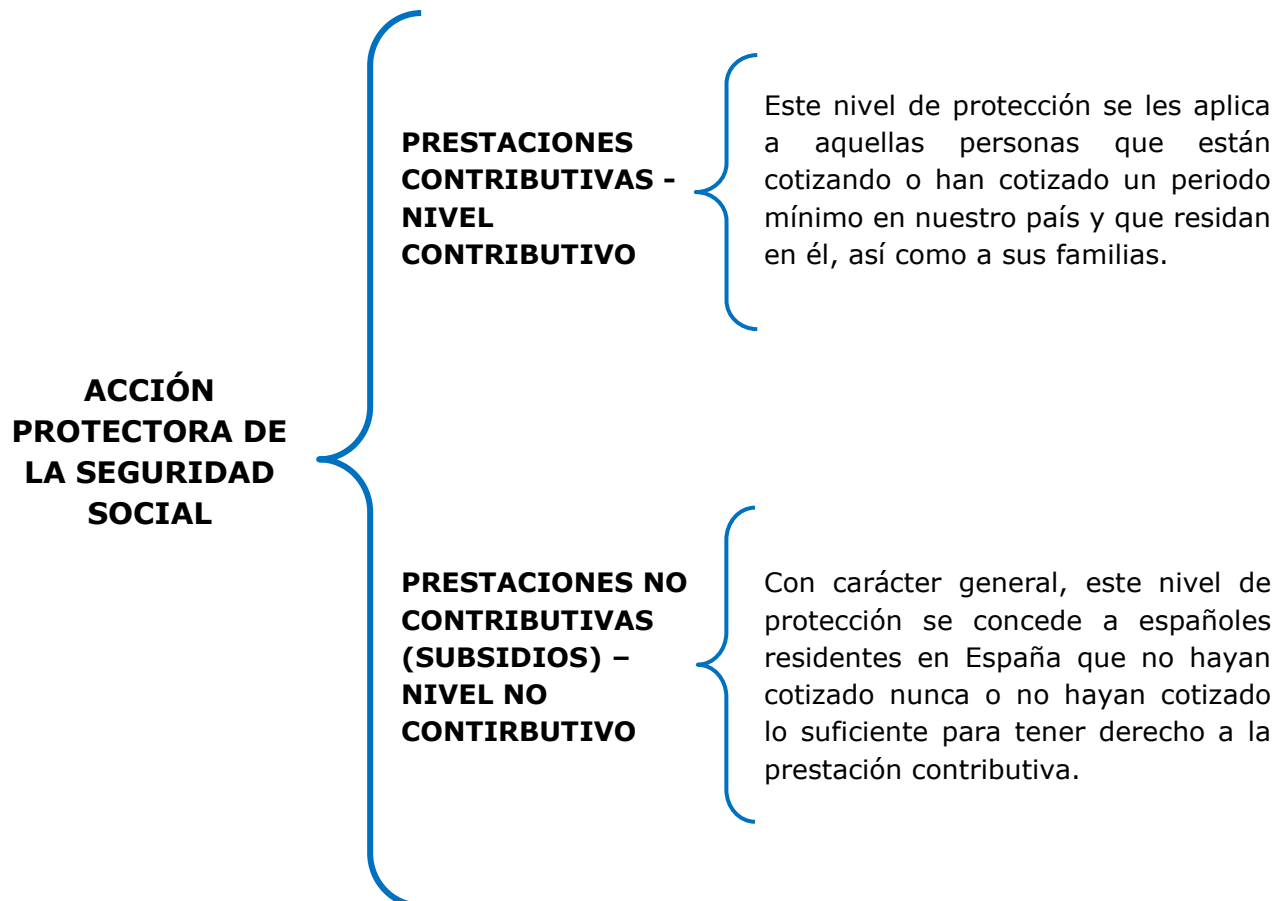 ACCIÓN
PROTECTORA DE
LA SEGURIDAD
SOCIAL
PRESTACIONES
CONTRIBUTIVAS -
NIVEL
CONTRIBUTIVO
Este nivel de protección se les aplica
a aquellas personas que están
cotizando o han cotizado un periodo
mínimo en nuestro país y que residan
en él, así como a sus familias.
PRESTACIONES NO
CONTRIBUTIVAS
(SUBSIDIOS) –
NIVEL NO
CONTIRBUTIVO
Con carácter general, este nivel de
protección se concede a españoles
residentes en España que no hayan
cotizado nunca o no hayan cotizado
lo suficiente para tener derecho a la
prestación contributiva.